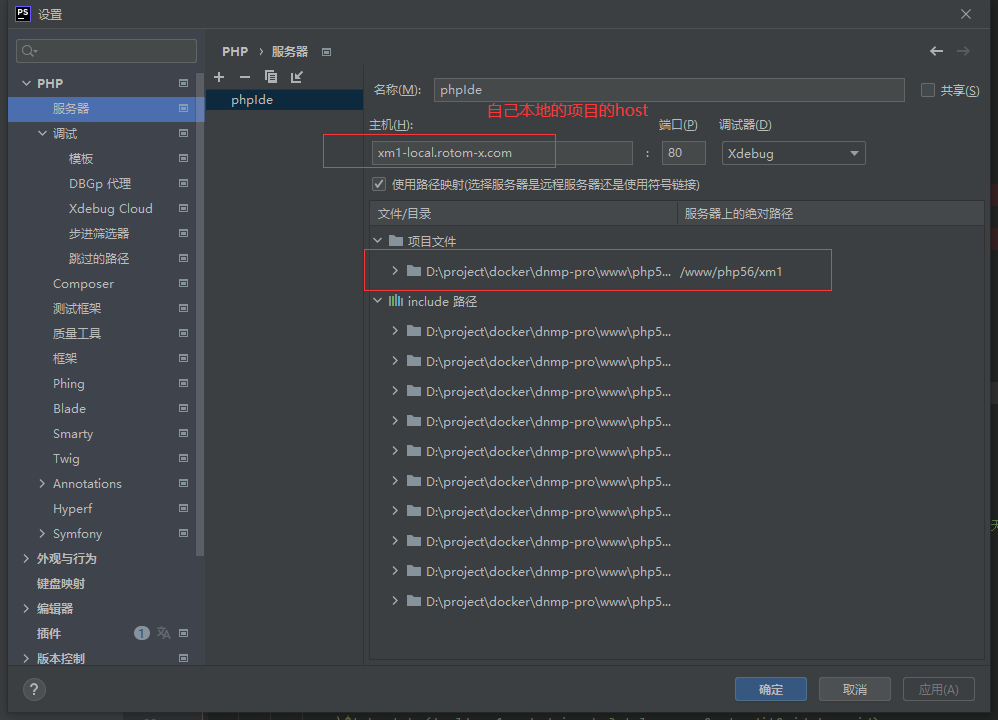 PS
设置
PHP › 服务器
PHP
服务器
调试
模板
DBGp 代理
Xdebug Cloud
步进筛选器
跳过的路径
Composer
测试框架
质量工具
框架
Phing
Blade
Smarty
Twig
Annotations
Hyperf
Symfony
外观与行为
键盘映射
编辑器
插件 1
版本控制
phpIde
名称(M): phpIde 共享(S)
自己本地的项目的host
主机(H): 端口(P) 调试器(D)
xm1-local.rotom-x.com : 80 Xdebug
使用路径映射(选择服务器是远程服务器还是使用符号链接)
文件/目录 服务器上的绝对路径
项目文件
D:\project\docker\dnmp-pro\www\php5... /www/php56/xm1
include 路径
D:\project\docker\dnmp-pro\www\php5...
D:\project\docker\dnmp-pro\www\php5...
D:\project\docker\dnmp-pro\www\php5...
D:\project\docker\dnmp-pro\www\php5...
D:\project\docker\dnmp-pro\www\php5...
D:\project\docker\dnmp-pro\www\php5...
D:\project\docker\dnmp-pro\www\php5...
D:\project\docker\dnmp-pro\www\php5...
D:\project\docker\dnmp-pro\www\php5...
D:\project\docker\dnmp-pro\www\php5...
? 确定 取消 应用(A)